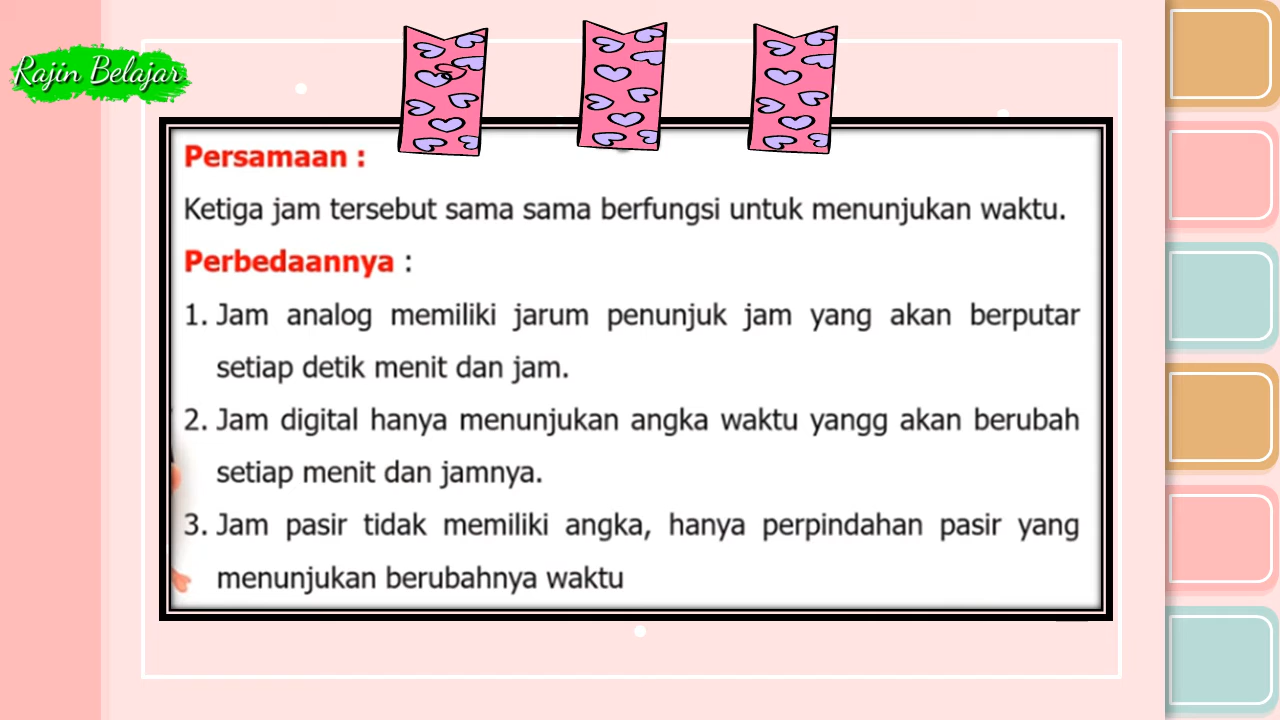 Rajin Belajar
Persamaan :
Ketiga jam tersebut sama sama berfungsi untuk menunjukan waktu.
Perbedaannya :
1. Jam analog memiliki jarum penunjuk jam yang akan berputar
setiap detik menit dan jam.
2. Jam digital hanya menunjukan angka waktu yangg akan berubah
setiap menit dan jamnya.
3. Jam pasir tidak memiliki angka, hanya perpindahan pasir yang
menunjukan berubahnya waktu